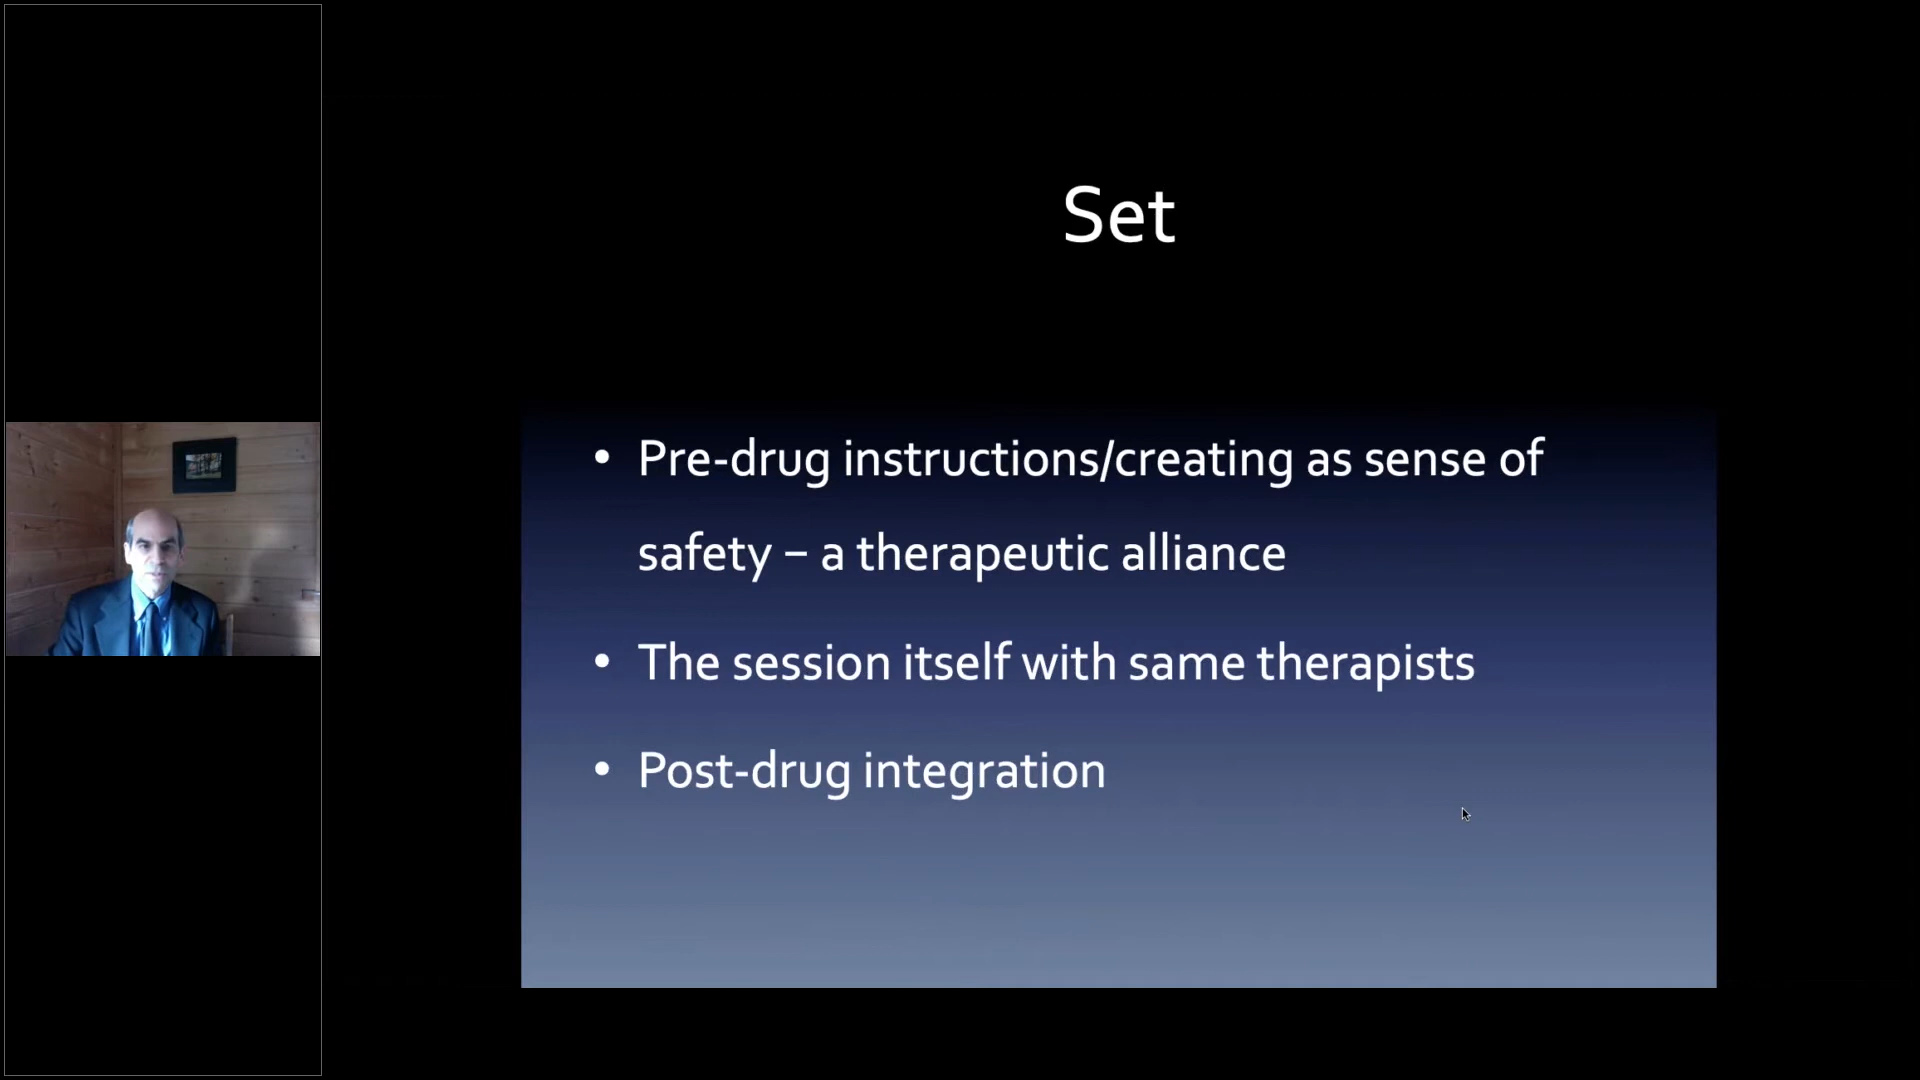 Set
• Pre-drug instructions/creating as sense of
safety – a therapeutic alliance
• The session itself with same therapists
• Post-drug integration